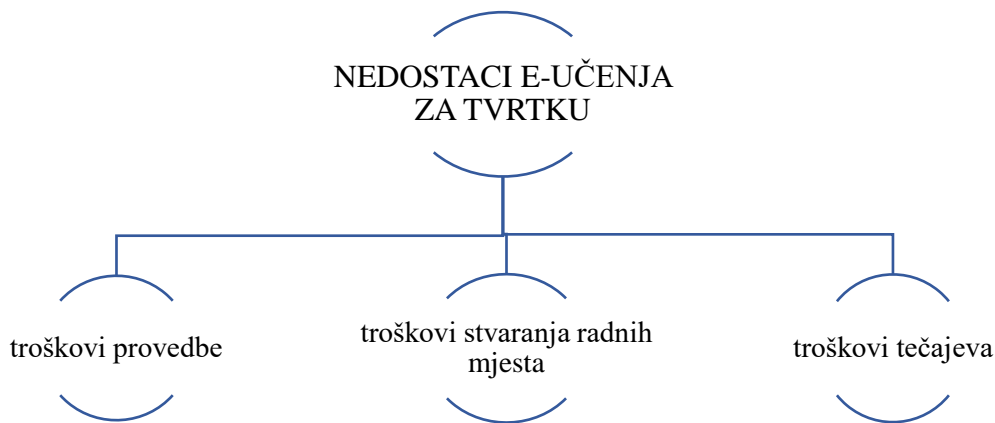 NEDOSTACI E-UČENJA
ZA TVRTKU
troškovi provedbe
troškovi stvaranja radnih
mjesta
troškovi tečajeva